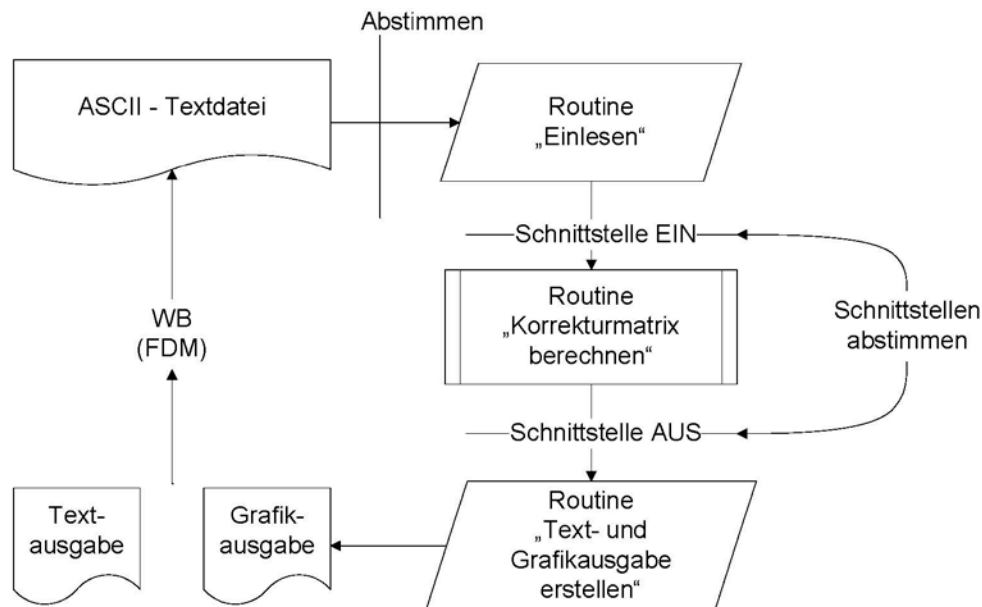 Abstimmen
ASCII - Textdatei
Routine
„Einlesen“
Schnittstelle EIN
Routine
„Korrekturmatrix
berechnen“
Schnittstellen
abstimmen
WB
(FDM)
Schnittstelle AUS
Text-
ausgabe
Grafik-
ausgabe
Routine
„Text- und
Grafikausgabe
erstellen“